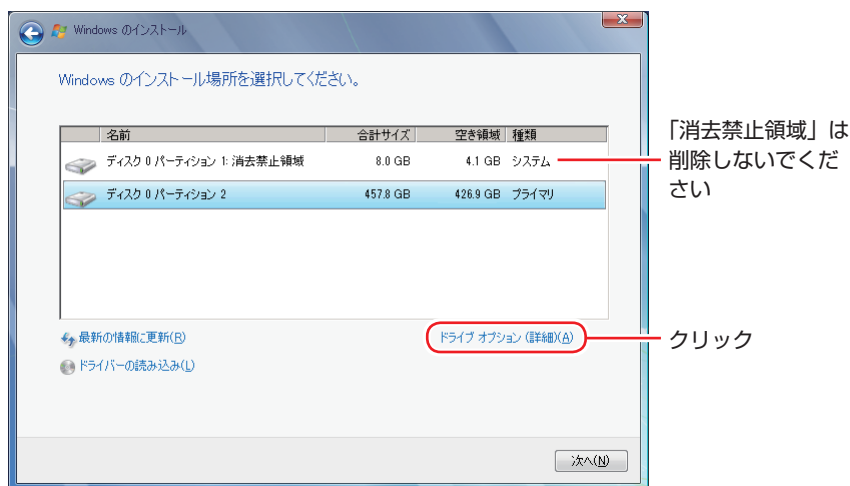 Windows のインストール
Windows のインストール場所を選択してください。
名前 合計サイズ 空き領域 種類
ディスク 0 パーティション 1: 消去禁止領域 8.0 GB 4.1 GB システム
ディスク 0 パーティション 2 457.8 GB 426.9 GB プライマリ
「消去禁止領域」は
削除しないでくだ
さい
最新の情報に更新(R) ドライブ オプション (詳細)(A)
クリック
ドライバーの読み込み(L)
次へ(N)